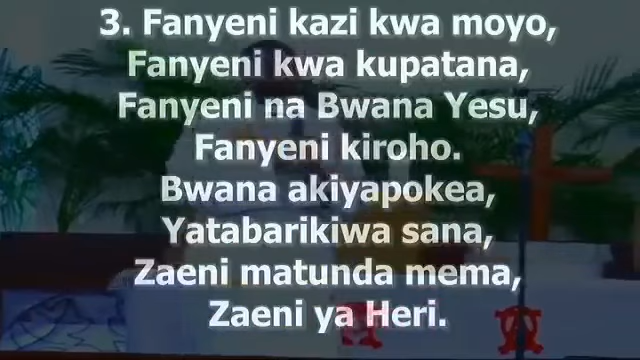 3. Fanyeni kazi kwa moyo,
Fanyeni kwa kupatana,
Fanyeni na Bwana Yesu,
Fanyeni kiroho.
Bwana akiyapokea,
Yatabarikiwa sana,
Zaeni matunda mema,
Zaeni ya Heri.